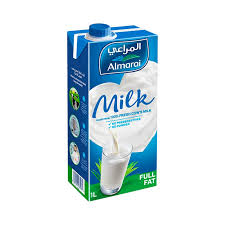 المراعي
Almarai
Milk
100% FRESH COW'S MILK
NO PRESERVATIVES
NO POWDER
FULL
FAT
1L